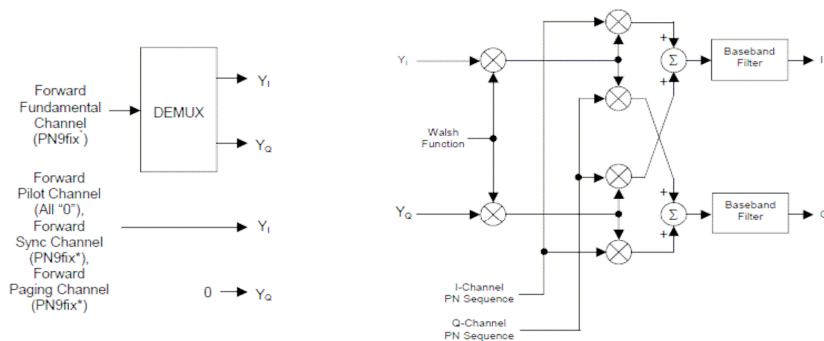 Forward
Fundamental
Channel
(PN9fix*)
DEMUX
YI
YQ
Forward
Pilot Channel
(All "0"),
Forward
Sync Channel
(PN9fix*),
Forward
Paging Channel
(PN9fix*)
YI
0
YQ
YI
Walsh
Function
YQ
I-Channel
PN Sequence
Q-Channel
PN Sequence
+
Σ
+
Baseband
Filter
I
+
Σ
+
Baseband
Filter